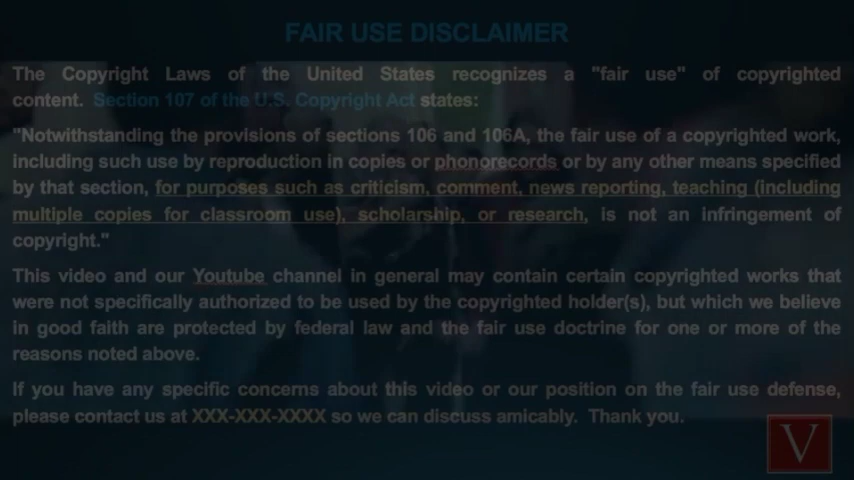 FAIR USE DISCLAIMER
The Copyright Laws of the United States recognizes a "fair use" of copyrighted
content. Section 107 of the U.S. Copyright Act states:
"Notwithstanding the provisions of sections 106 and 106A, the fair use of a copyrighted work,
including such use by reproduction in copies or phonorecords or by any other means specified
by that section, for purposes such as criticism, comment, news reporting, teaching (including
multiple copies for classroom use), scholarship, or research, is not an infringement of
copyright."
This video and our Youtube channel in general may contain certain copyrighted works that
were not specifically authorized to be used by the copyrighted holder(s), but which we believe
in good faith are protected by federal law and the fair use doctrine for one or more of the
reasons noted above.
If you have any specific concerns about this video or our position on the fair use defense,
please contact us at XXX-XXX-XXXX so we can discuss amicably. Thank you.
V